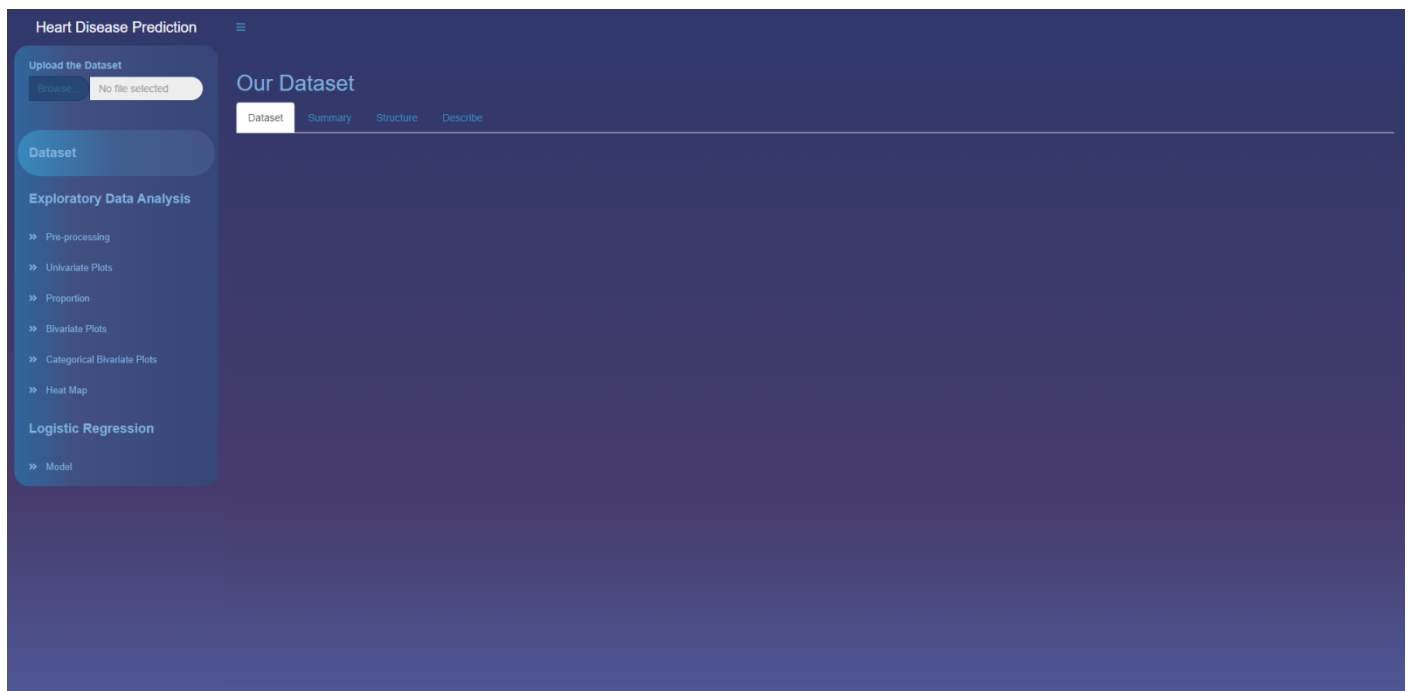 Heart Disease Prediction
Upload the Dataset
Browse... No file selected
Our Dataset
Dataset Summary Structure Describe
Dataset
Exploratory Data Analysis
Pre-processing
Univariate Plots
Proportion
Bivariate Plots
Categorical Bivariate Plots
Heat Map
Logistic Regression
Model